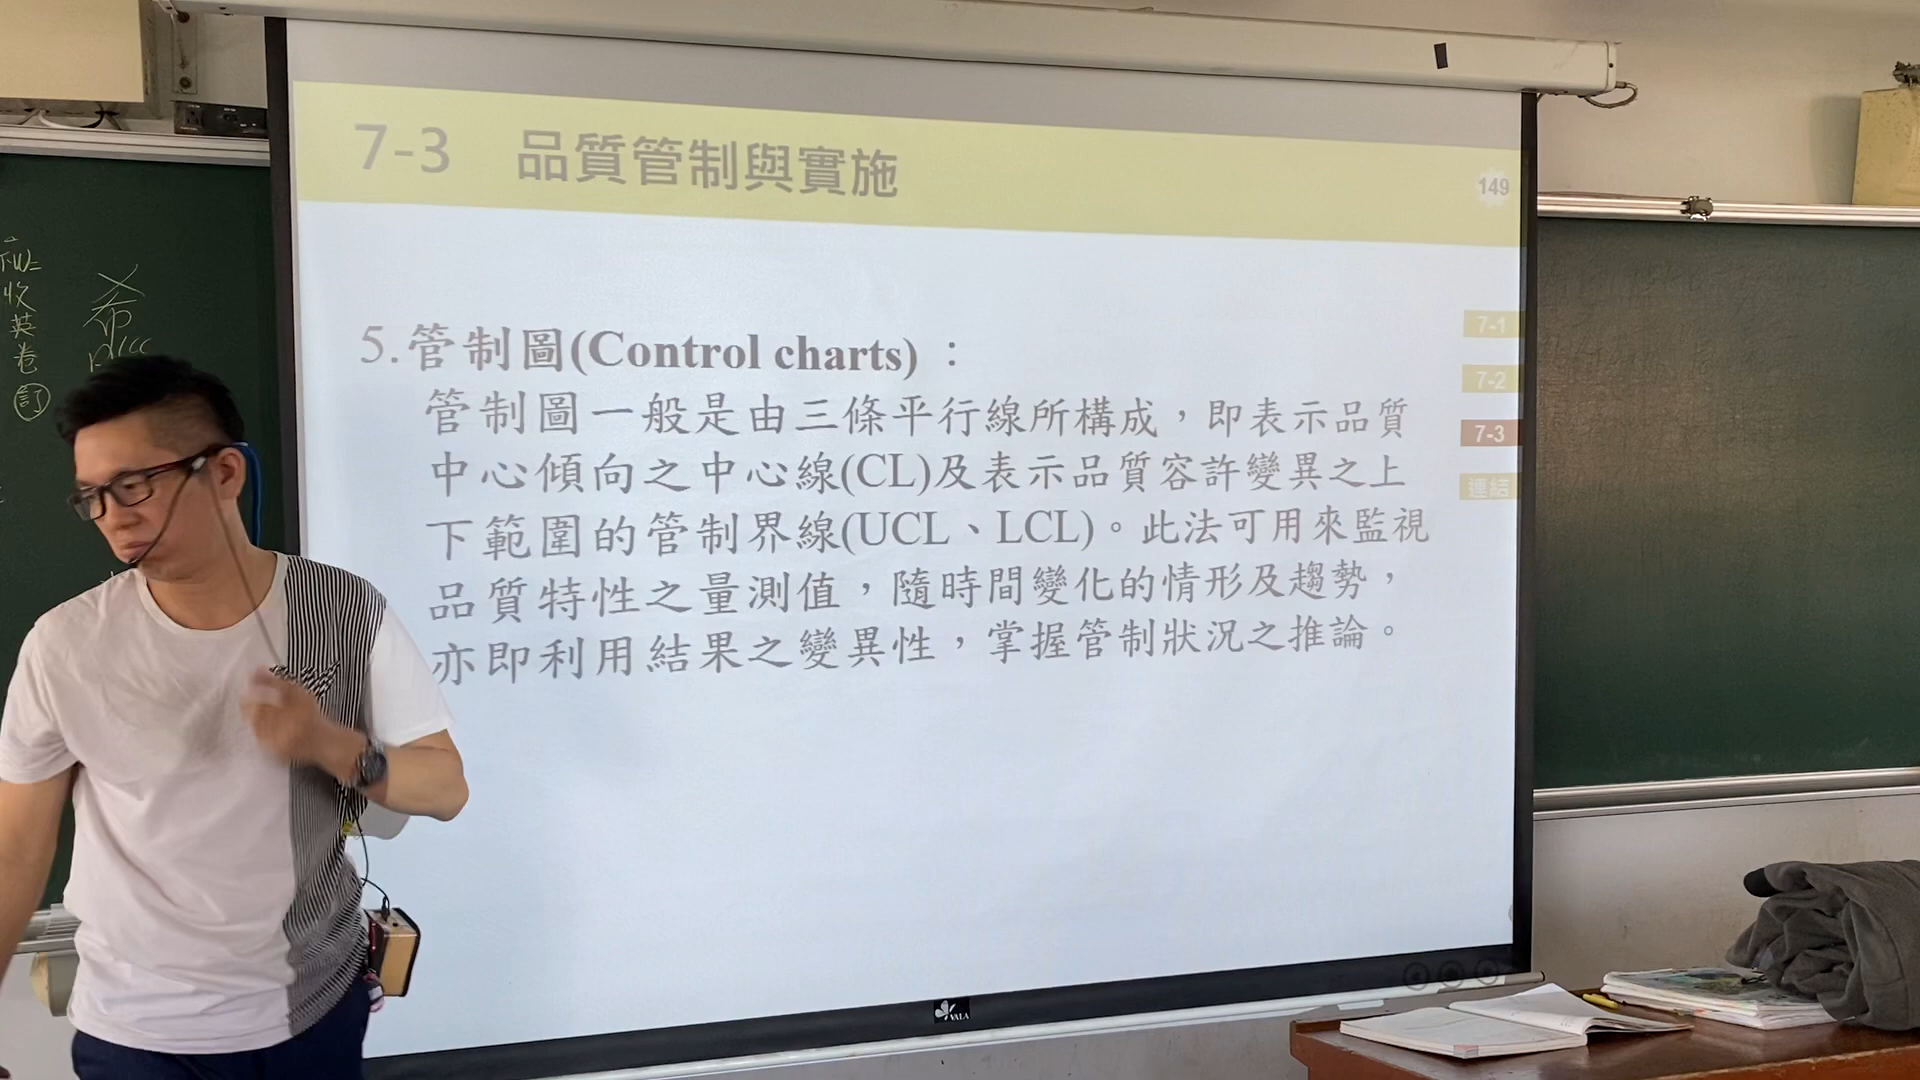 7-3 品質管制與實施
149
5.管制圖(Control charts)：
管制圖一般是由三條平行線所構成，即表示品質
中心傾向之中心線(CL)及表示品質容許變異之上
下範圍的管制界線(UCL、LCL)。此法可用來監視
品質特性之量測值，隨時間變化的情形及趨勢，
亦即利用結果之變異性，掌握管制狀況之推論。
7-1
7-2
7-3
連結
收英卷
訂
希
VALA